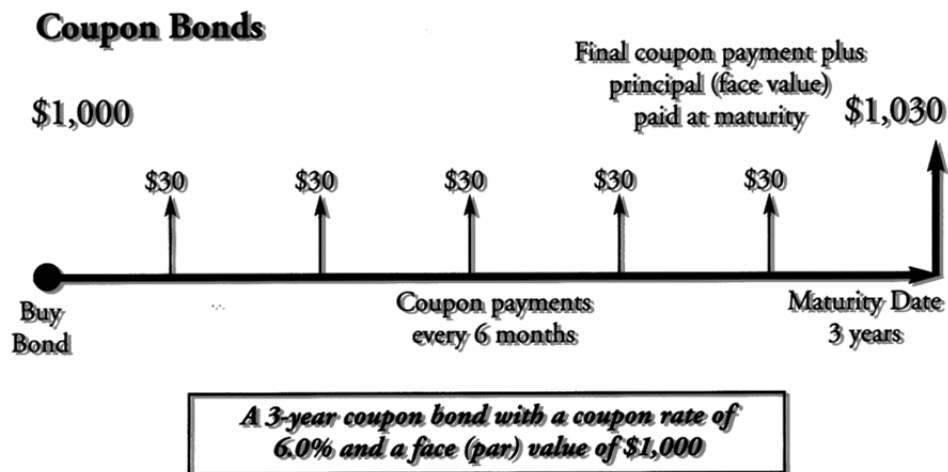 Coupon Bonds
Final coupon payment plus
principal (face value)
paid at maturity
$1,000
$1,030
$30
$30
$30
$30
$30
Buy
Bond
Coupon payments
every 6 months
Maturity Date
3 years
A 3-year coupon bond with a coupon rate of
6.0% and a face (par) value of $1,000